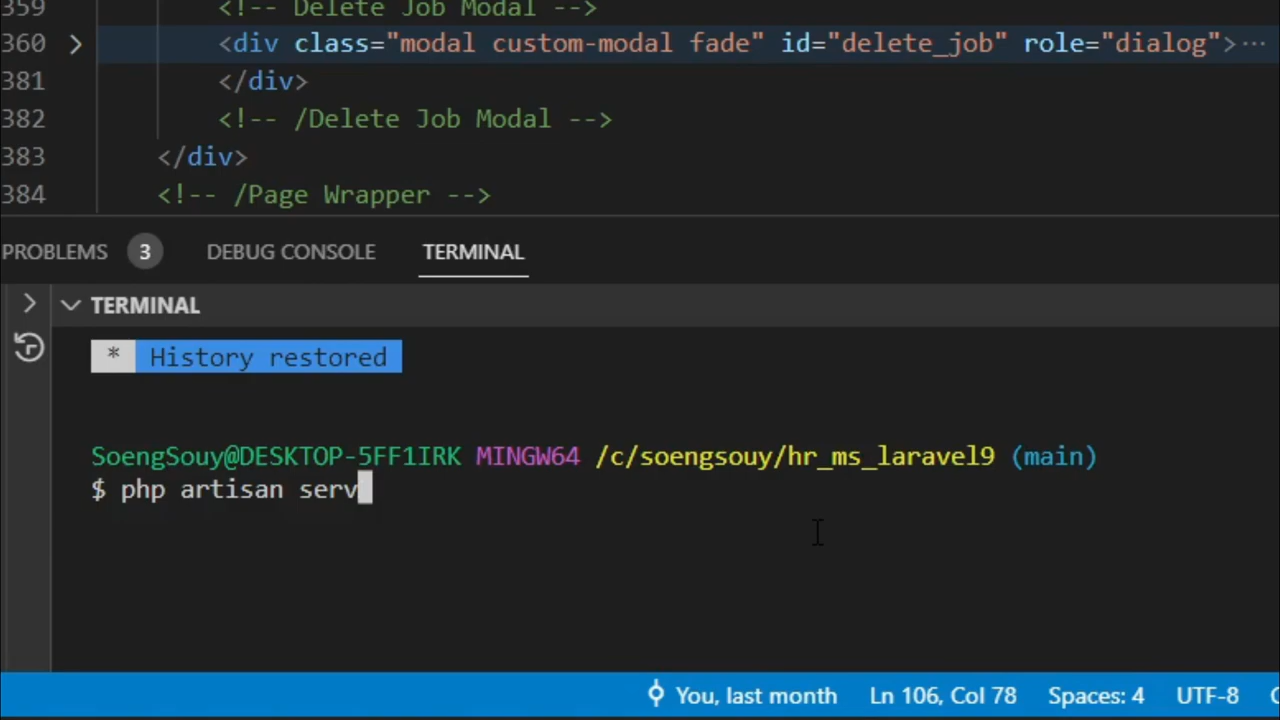 359 <!-- Delete Job Modal -->
360 > <div class="modal custom-modal fade" id="delete_job" role="dialog">···
381 </div>
382 <!-- /Delete Job Modal -->
383 </div>
384 <!-- /Page Wrapper -->
PROBLEMS 3 DEBUG CONSOLE TERMINAL
TERMINAL
* History restored
SoengSouy@DESKTOP-5FF1IRK MINGW64 /c/soengsouy/hr_ms_laravel9 (main)
$ php artisan serv
You, last month Ln 106, Col 78 Spaces: 4 UTF-8